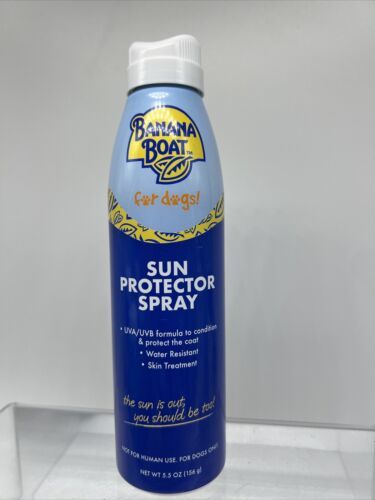 BANANA
BOAT™
for dogs!
SUN
PROTECTOR
SPRAY
• UVA/UVB formula to condition
& protect the coat
• Water Resistant
• Skin Treatment
the sun is out,
you should be too!
NOT FOR HUMAN USE. FOR DOGS ONLY.
NET WT 5.5 OZ (156 g)